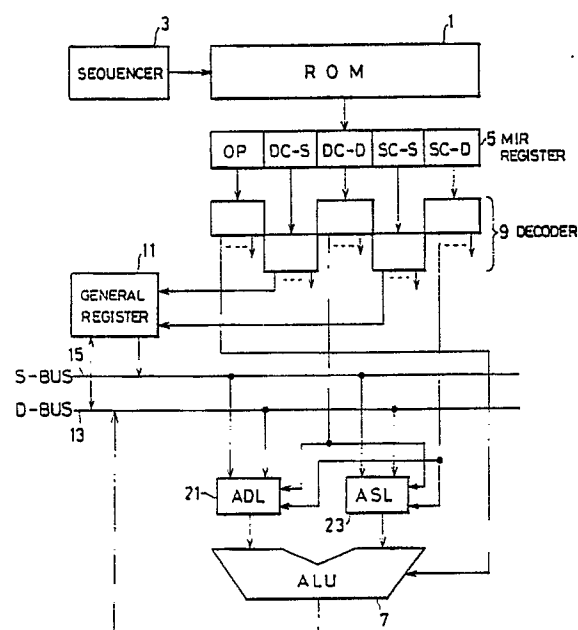 3
1
SEQUENCER
ROM
OP DC-S DC-D SC-S SC-D
5 MIR REGISTER
9 DECODER
11
GENERAL REGISTER
15
S-BUS
D-BUS
13
21
ADL
ASL
23
ALU
7